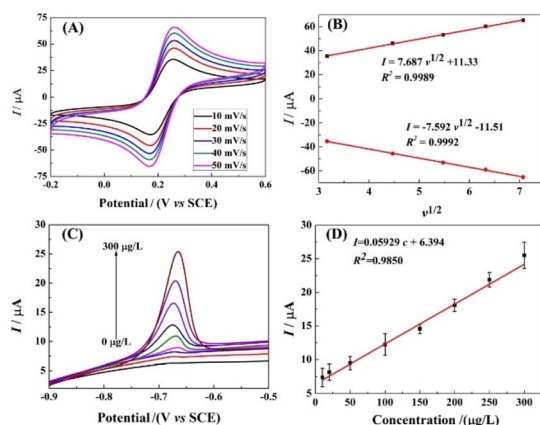 (A)
75
50
25
0
-25
-50
-75
I / μA
10 mV/s
20 mV/s
30 mV/s
40 mV/s
50 mV/s
-0.2
0.0
0.2
0.4
0.6
Potential / (V vs SCE)
(B)
60
40
20
0
-20
-40
-60
I / μA
I = 7.687 ν^1/2 +11.33
R² = 0.9989
I = -7.592 ν^1/2 -11.51
R² = 0.9992
3
4
5
6
7
ν^1/2
(C)
30
25
20
15
10
5
I / μA
300 μg/L
0 μg/L
-0.9
-0.8
-0.7
-0.6
-0.5
Potential / (V vs SCE)
(D)
40
35
30
25
20
15
10
5
I / μA
I=0.05929 c + 6.394
R²=0.9850
0
50
100
150
200
250
300
Concentration /(μg/L)